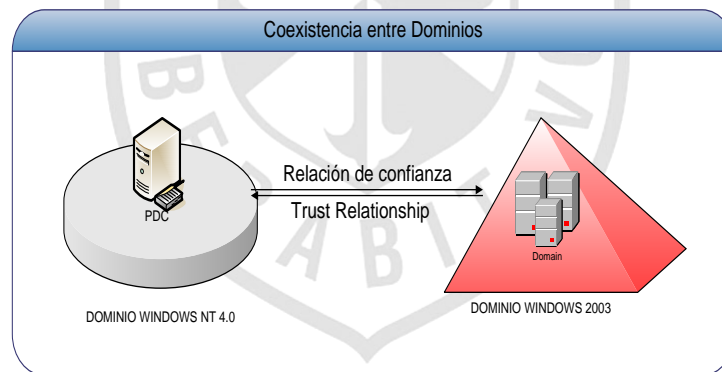 Coexistencia entre Dominios
Relación de confianza
Trust Relationship
PDC
Domain
DOMINIO WINDOWS NT 4.0
DOMINIO WINDOWS 2003